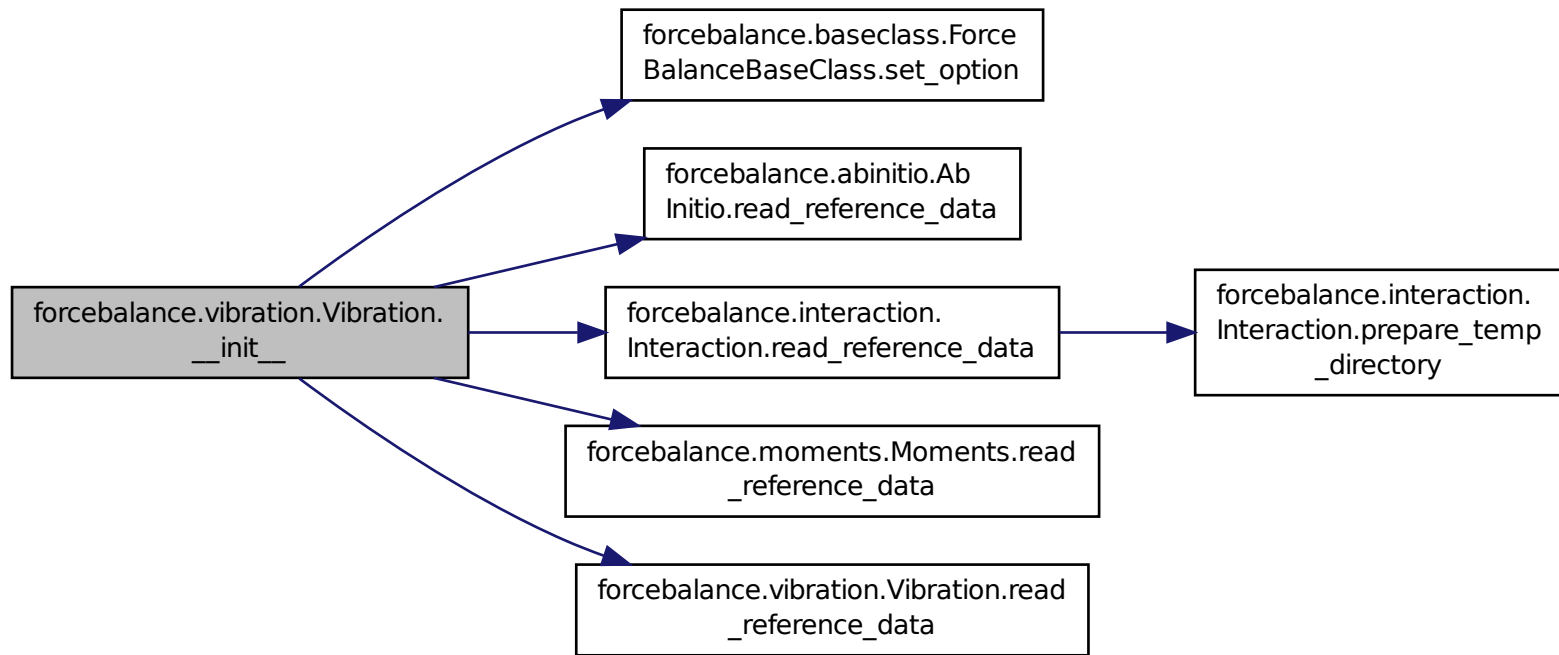 forcebalance.baseclass.Force
BalanceBaseClass.set_option
forcebalance.abinitio.Ab
Initio.read_reference_data
forcebalance.vibration.Vibration.
__init__
forcebalance.interaction.
Interaction.read_reference_data
forcebalance.interaction.
Interaction.prepare_temp
_directory
forcebalance.moments.Moments.read
_reference_data
forcebalance.vibration.Vibration.read
_reference_data